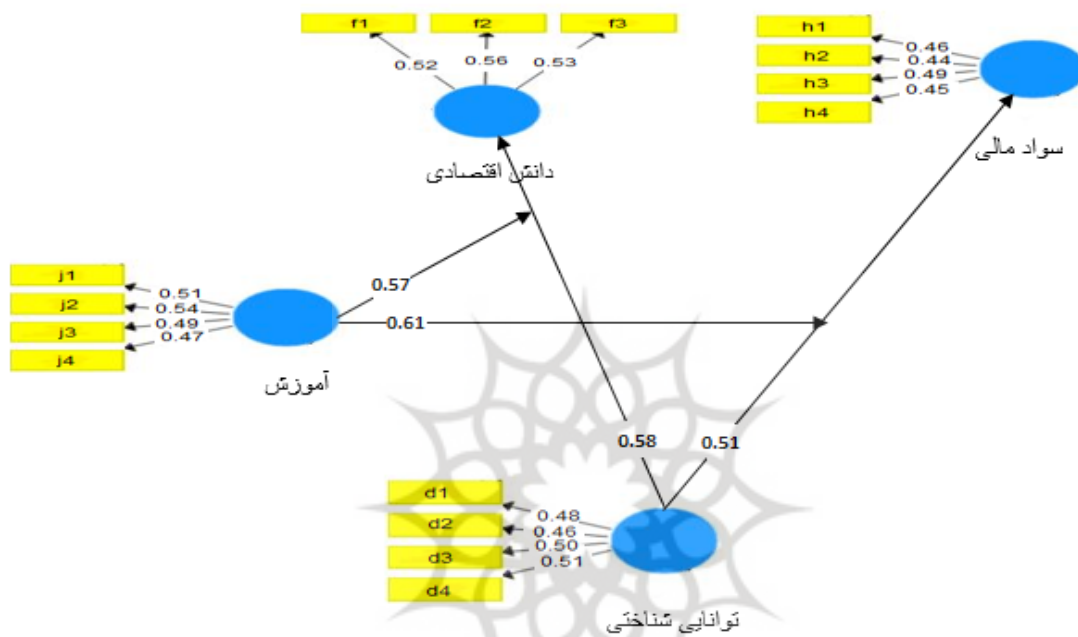 f1
f2
f3
0.52
0.56
0.53
دانش اقتصادی
h1
h2
h3
h4
0.46
0.44
0.49
0.45
سواد مالی
j1
j2
j3
j4
0.51
0.54
0.49
0.47
آموزش
0.57
0.61
0.58
0.51
d1
d2
d3
d4
0.48
0.46
0.50
0.51
توانایی شناختی